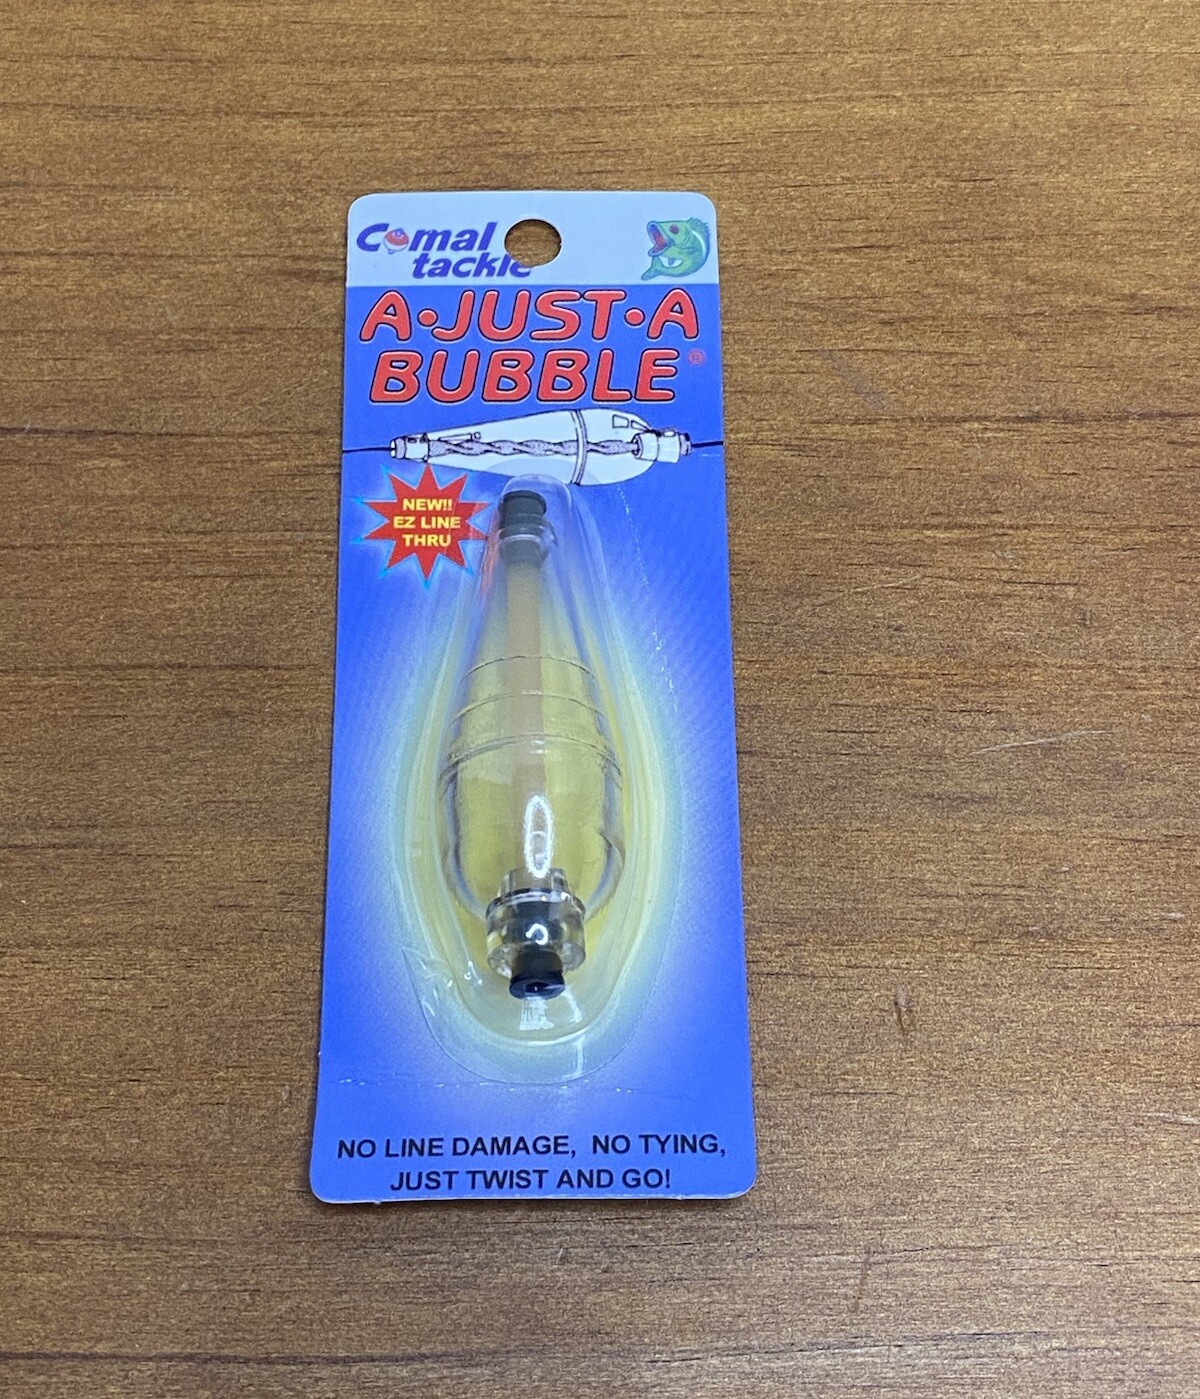 Comal
tackle
A•JUST•A
BUBBLE®
NEW!!
EZ LINE
THRU
NO LINE DAMAGE, NO TYING,
JUST TWIST AND GO!